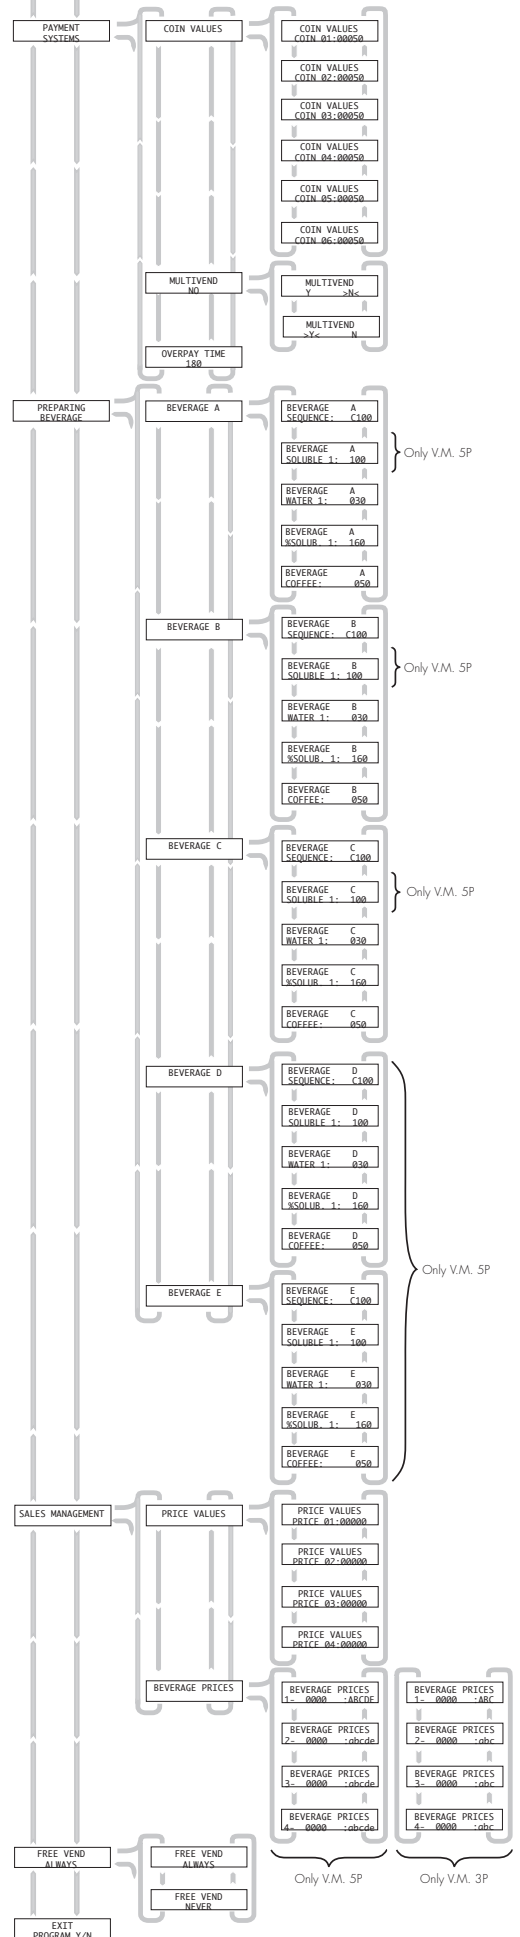 PAYMENT
SYSTEMS
COIN VALUES
COIN VALUES
COIN 01:00050
COIN VALUES
COIN 02:00050
COIN VALUES
COIN 03:00050
COIN VALUES
COIN 04:00050
COIN VALUES
COIN 05:00050
COIN VALUES
COIN 06:00050
MULTIVEND
NO
MULTIVEND
Y >N<
MULTIVEND
>Y< N
OVERPAY TIME
180
PREPARING
BEVERAGE
BEVERAGE A
BEVERAGE A
SEQUENCE: C100
BEVERAGE A
SOLUBLE 1: 100
Only V.M. 5P
BEVERAGE A
WATER 1: 030
BEVERAGE A
%SOLUB. 1: 160
BEVERAGE A
COFFEE: 050
BEVERAGE B
BEVERAGE B
SEQUENCE: C100
BEVERAGE B
SOLUBLE 1: 100
Only V.M. 5P
BEVERAGE B
WATER 1: 030
BEVERAGE B
%SOLUB. 1: 160
BEVERAGE B
COFFEE: 050
BEVERAGE C
BEVERAGE C
SEQUENCE: C100
BEVERAGE C
SOLUBLE 1: 100
Only V.M. 5P
BEVERAGE C
WATER 1: 030
BEVERAGE C
%SOLUB. 1: 160
BEVERAGE C
COFFEE: 050
BEVERAGE D
BEVERAGE D
SEQUENCE: C100
BEVERAGE D
SOLUBLE 1: 100
BEVERAGE D
WATER 1: 030
BEVERAGE D
%SOLUB. 1: 160
BEVERAGE D
COFFEE: 050
Only V.M. 5P
BEVERAGE E
BEVERAGE E
SEQUENCE: C100
BEVERAGE E
SOLUBLE 1: 100
BEVERAGE E
WATER 1: 030
BEVERAGE E
%SOLUB. 1: 160
BEVERAGE E
COFFEE: 050
SALES MANAGEMENT
PRICE VALUES
PRICE VALUES
PRICE 01:00000
PRICE VALUES
PRICE 02:00000
PRICE VALUES
PRICE 03:00000
PRICE VALUES
PRICE 04:00000
BEVERAGE PRICES
BEVERAGE PRICES
1- 0000 :ABCDE
BEVERAGE PRICES
2- 0000 :abcde
BEVERAGE PRICES
3- 0000 :abcde
BEVERAGE PRICES
4- 0000 :abcde
Only V.M. 5P
BEVERAGE PRICES
1- 0000 :ABC
BEVERAGE PRICES
2- 0000 :abc
BEVERAGE PRICES
3- 0000 :abc
BEVERAGE PRICES
4- 0000 :abc
Only V.M. 3P
FREE VEND
ALWAYS
FREE VEND
ALWAYS
FREE VEND
NEVER
EXIT
PROGRAM Y/N